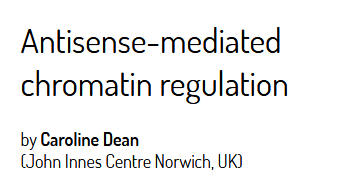 Antisense-mediated
chromatin regulation
by Caroline Dean
(John Innes Centre Norwich, UK)